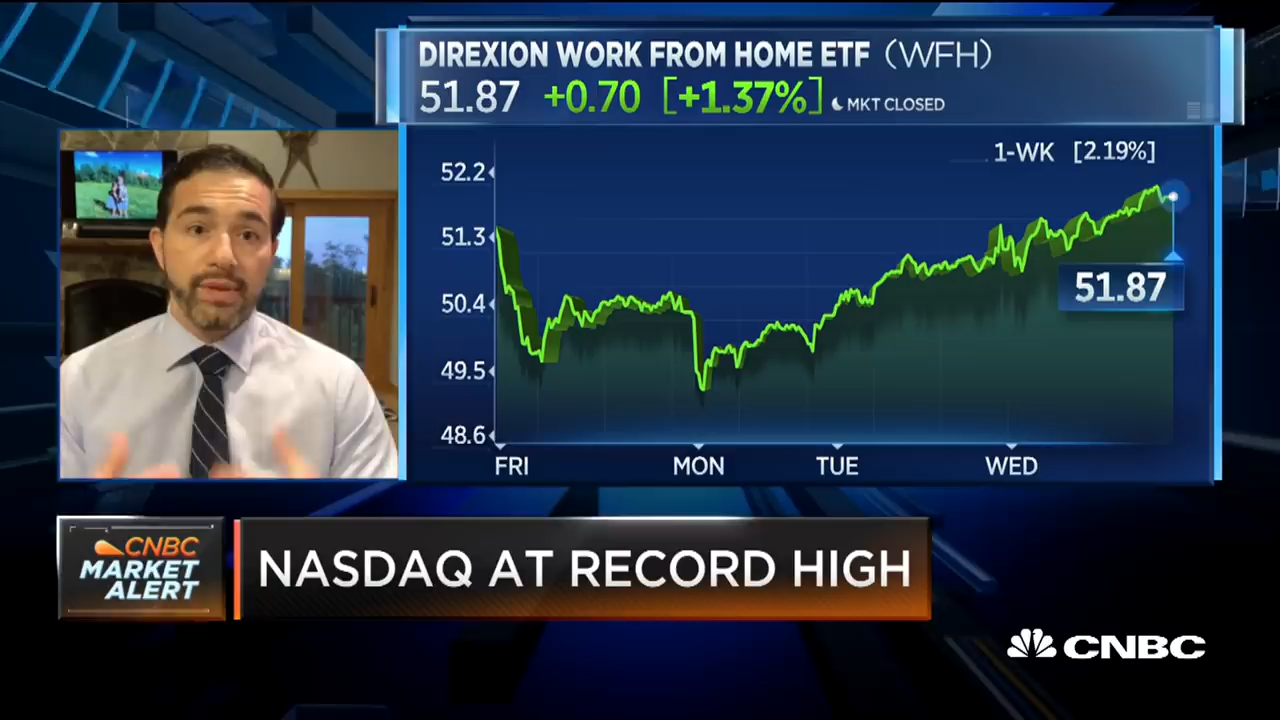 DIREXION WORK FROM HOME ETF (WFH)
51.87 +0.70 [+1.37%] MKT CLOSED
1-WK [2.19%]
52.2
51.3
50.4
49.5
48.6
51.87
FRI MON TUE WED
CNBC
MARKET
ALERT
NASDAQ AT RECORD HIGH
CNBC